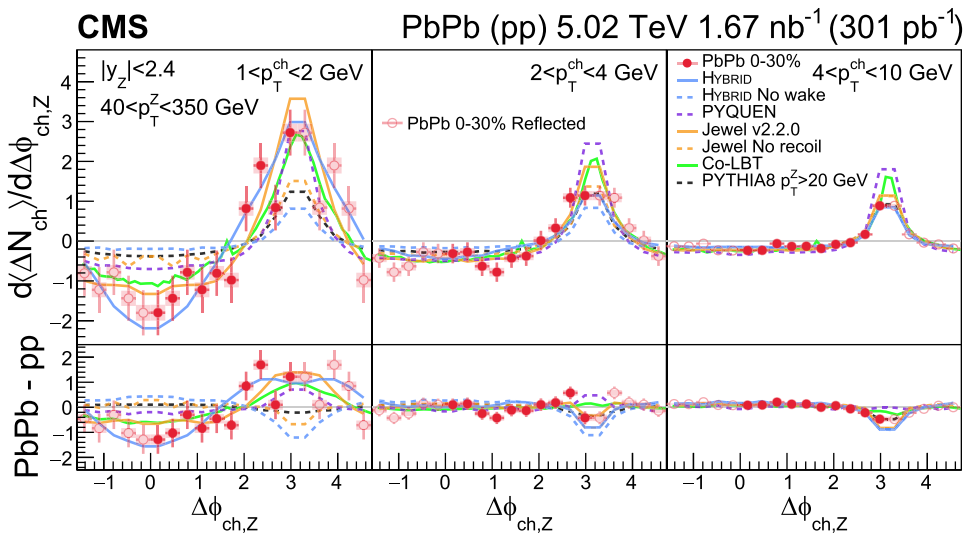 CMS PbPb (pp) 5.02 TeV 1.67 nb⁻¹ (301 pb⁻¹)
|y_Z|<2.4 1<p_T^ch<2 GeV
40<p_T^Z<350 GeV
2<p_T^ch<4 GeV
PbPb 0-30% Reflected
PbPb 0-30% 4<p_T^ch<10 GeV
HYBRID
HYBRID No wake
PYQUEN
Jewel v2.2.0
Jewel No recoil
Co-LBT
PYTHIA8 p_T^Z>20 GeV
d⟨ΔN_ch⟩/dΔϕ_ch,Z
4
3
2
1
0
−1
−2
PbPb - pp
2
1
0
−1
−2
−1 0 1 2 3 4
−1 0 1 2 3 4
−1 0 1 2 3 4
Δϕ_ch,Z
Δϕ_ch,Z
Δϕ_ch,Z